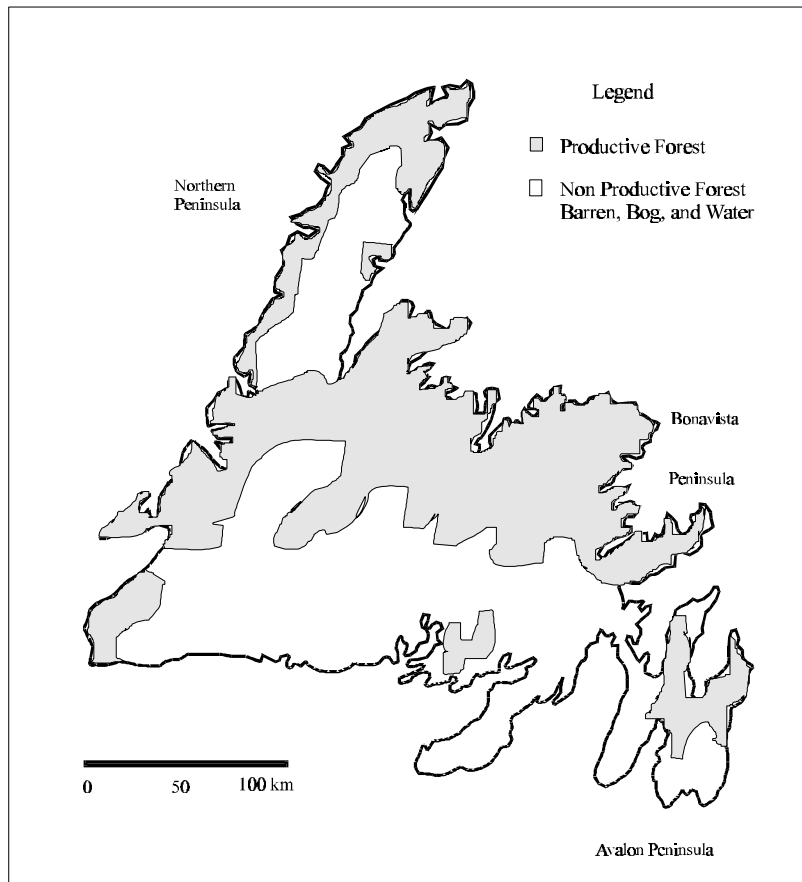 Legend
Productive Forest
Non Productive Forest
Barren, Bog, and Water
Northern
Peninsula
Bonavista
Peninsula
0 50 100 km
Avalon Peninsula